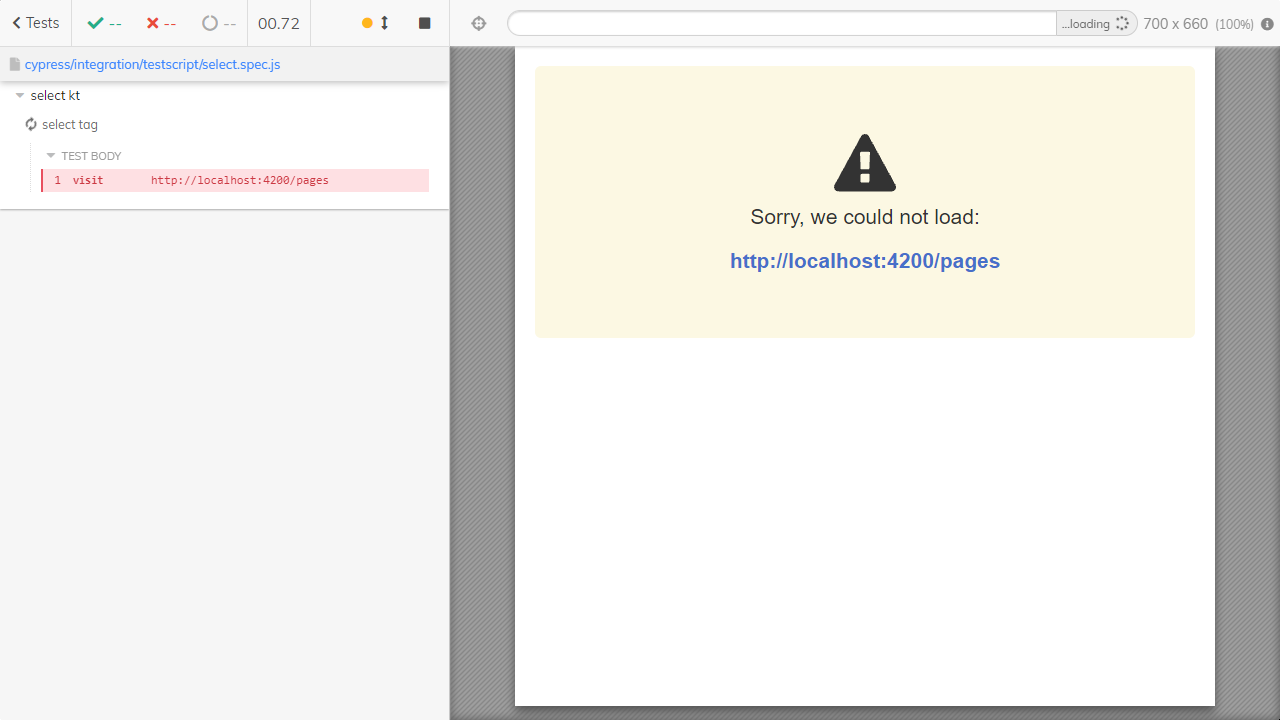 Tests
--
--
--
00.72
...loading
700 x 660 (100%)
cypress/integration/testscript/select.spec.js
select kt
select tag
TEST BODY
1 visit http://localhost:4200/pages
Sorry, we could not load:
http://localhost:4200/pages